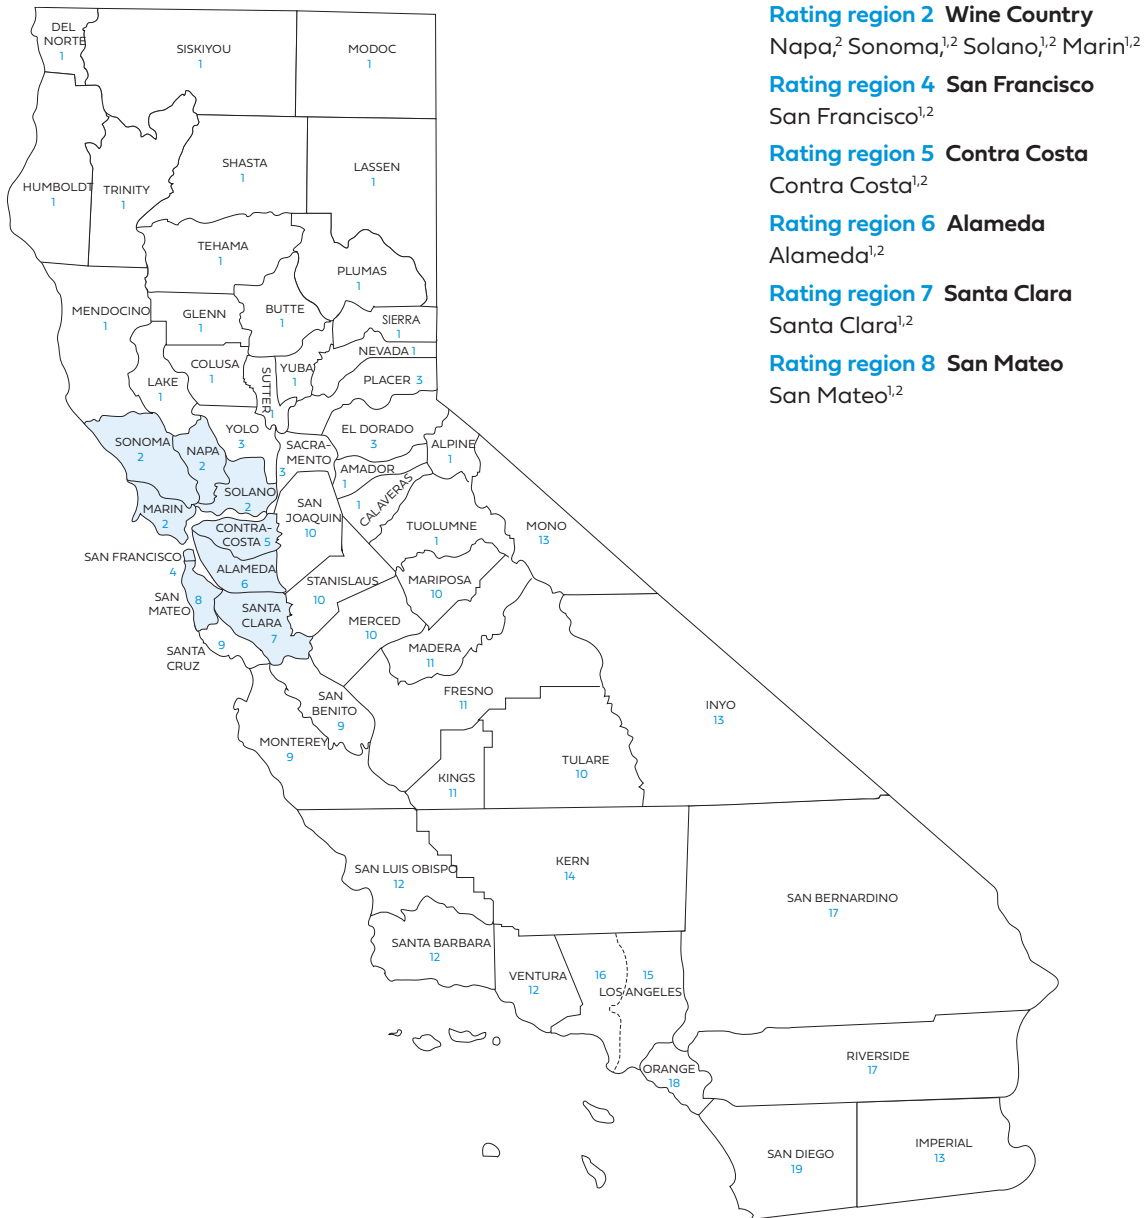 Rating region 2 Wine Country
Napa,² Sonoma,¹,² Solano,¹,² Marin¹,²
Rating region 4 San Francisco
San Francisco¹,²
Rating region 5 Contra Costa
Contra Costa¹,²
Rating region 6 Alameda
Alameda¹,²
Rating region 7 Santa Clara
Santa Clara¹,²
Rating region 8 San Mateo
San Mateo¹,²
DEL
NORTE
1
SISKIYOU
1
MODOC
1
HUMBOLDT
1
TRINITY
1
SHASTA
1
LASSEN
1
TEHAMA
1
PLUMAS
1
MENDOCINO
1
GLENN
1
BUTTE
1
SIERRA
1
NEVADA 1
COLUSA
1
SUTTER
1
YUBA
1
PLACER 3
LAKE
1
SONOMA
2
NAPA
2
YOLO
3
SACRA-
MENTO
3
EL DORADO
3
ALPINE
1
AMADOR
1
CALAVERAS
1
SOLANO
2
MARIN
2
SAN
JOAQUIN
10
TUOLUMNE
1
MONO
13
CONTRA-
COSTA 5
SAN FRANCISCO
4
ALAMEDA
6
STANISLAUS
10
MARIPOSA
10
SAN
MATEO
8
SANTA
CLARA
7
MERCED
10
MADERA
11
SANTA
CRUZ
9
SAN
BENITO
9
FRESNO
11
INYO
13
MONTEREY
9
KINGS
11
TULARE
10
SAN LUIS OBISPO
12
KERN
14
SAN BERNARDINO
17
SANTA BARBARA
12
VENTURA
12
16
15
LOS ANGELES
ORANGE
18
RIVERSIDE
17
SAN DIEGO
19
IMPERIAL
13